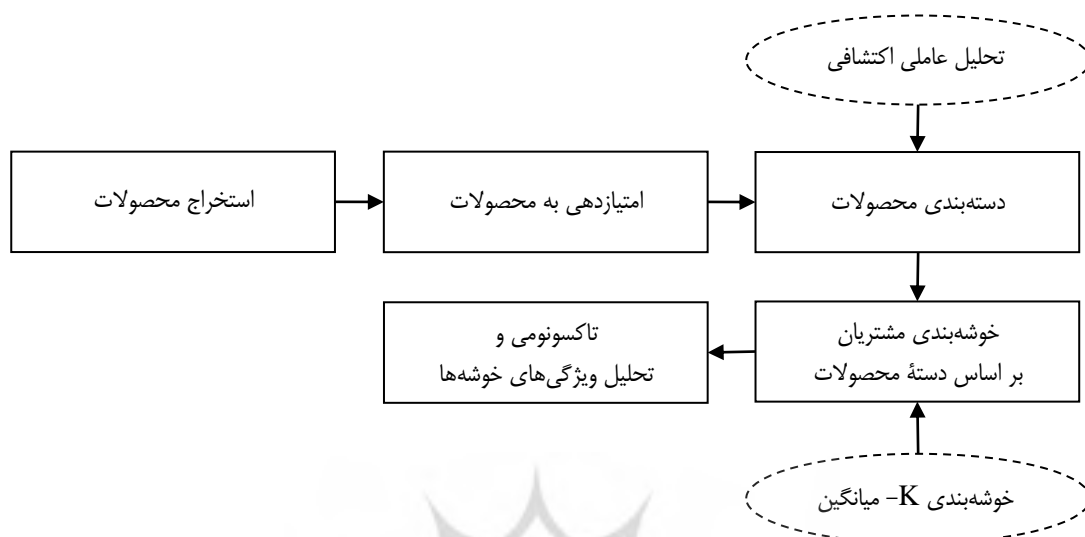 تحلیل عاملی اکتشافی
استخراج محصولات
امتیازدهی به محصولات
دسته‌بندی محصولات
خوشه‌بندی مشتریان
بر اساس دستۀ محصولات
تاکسونومی و
تحلیل ویژگی‌های خوشه‌ها
خوشه‌بندی K- میانگین